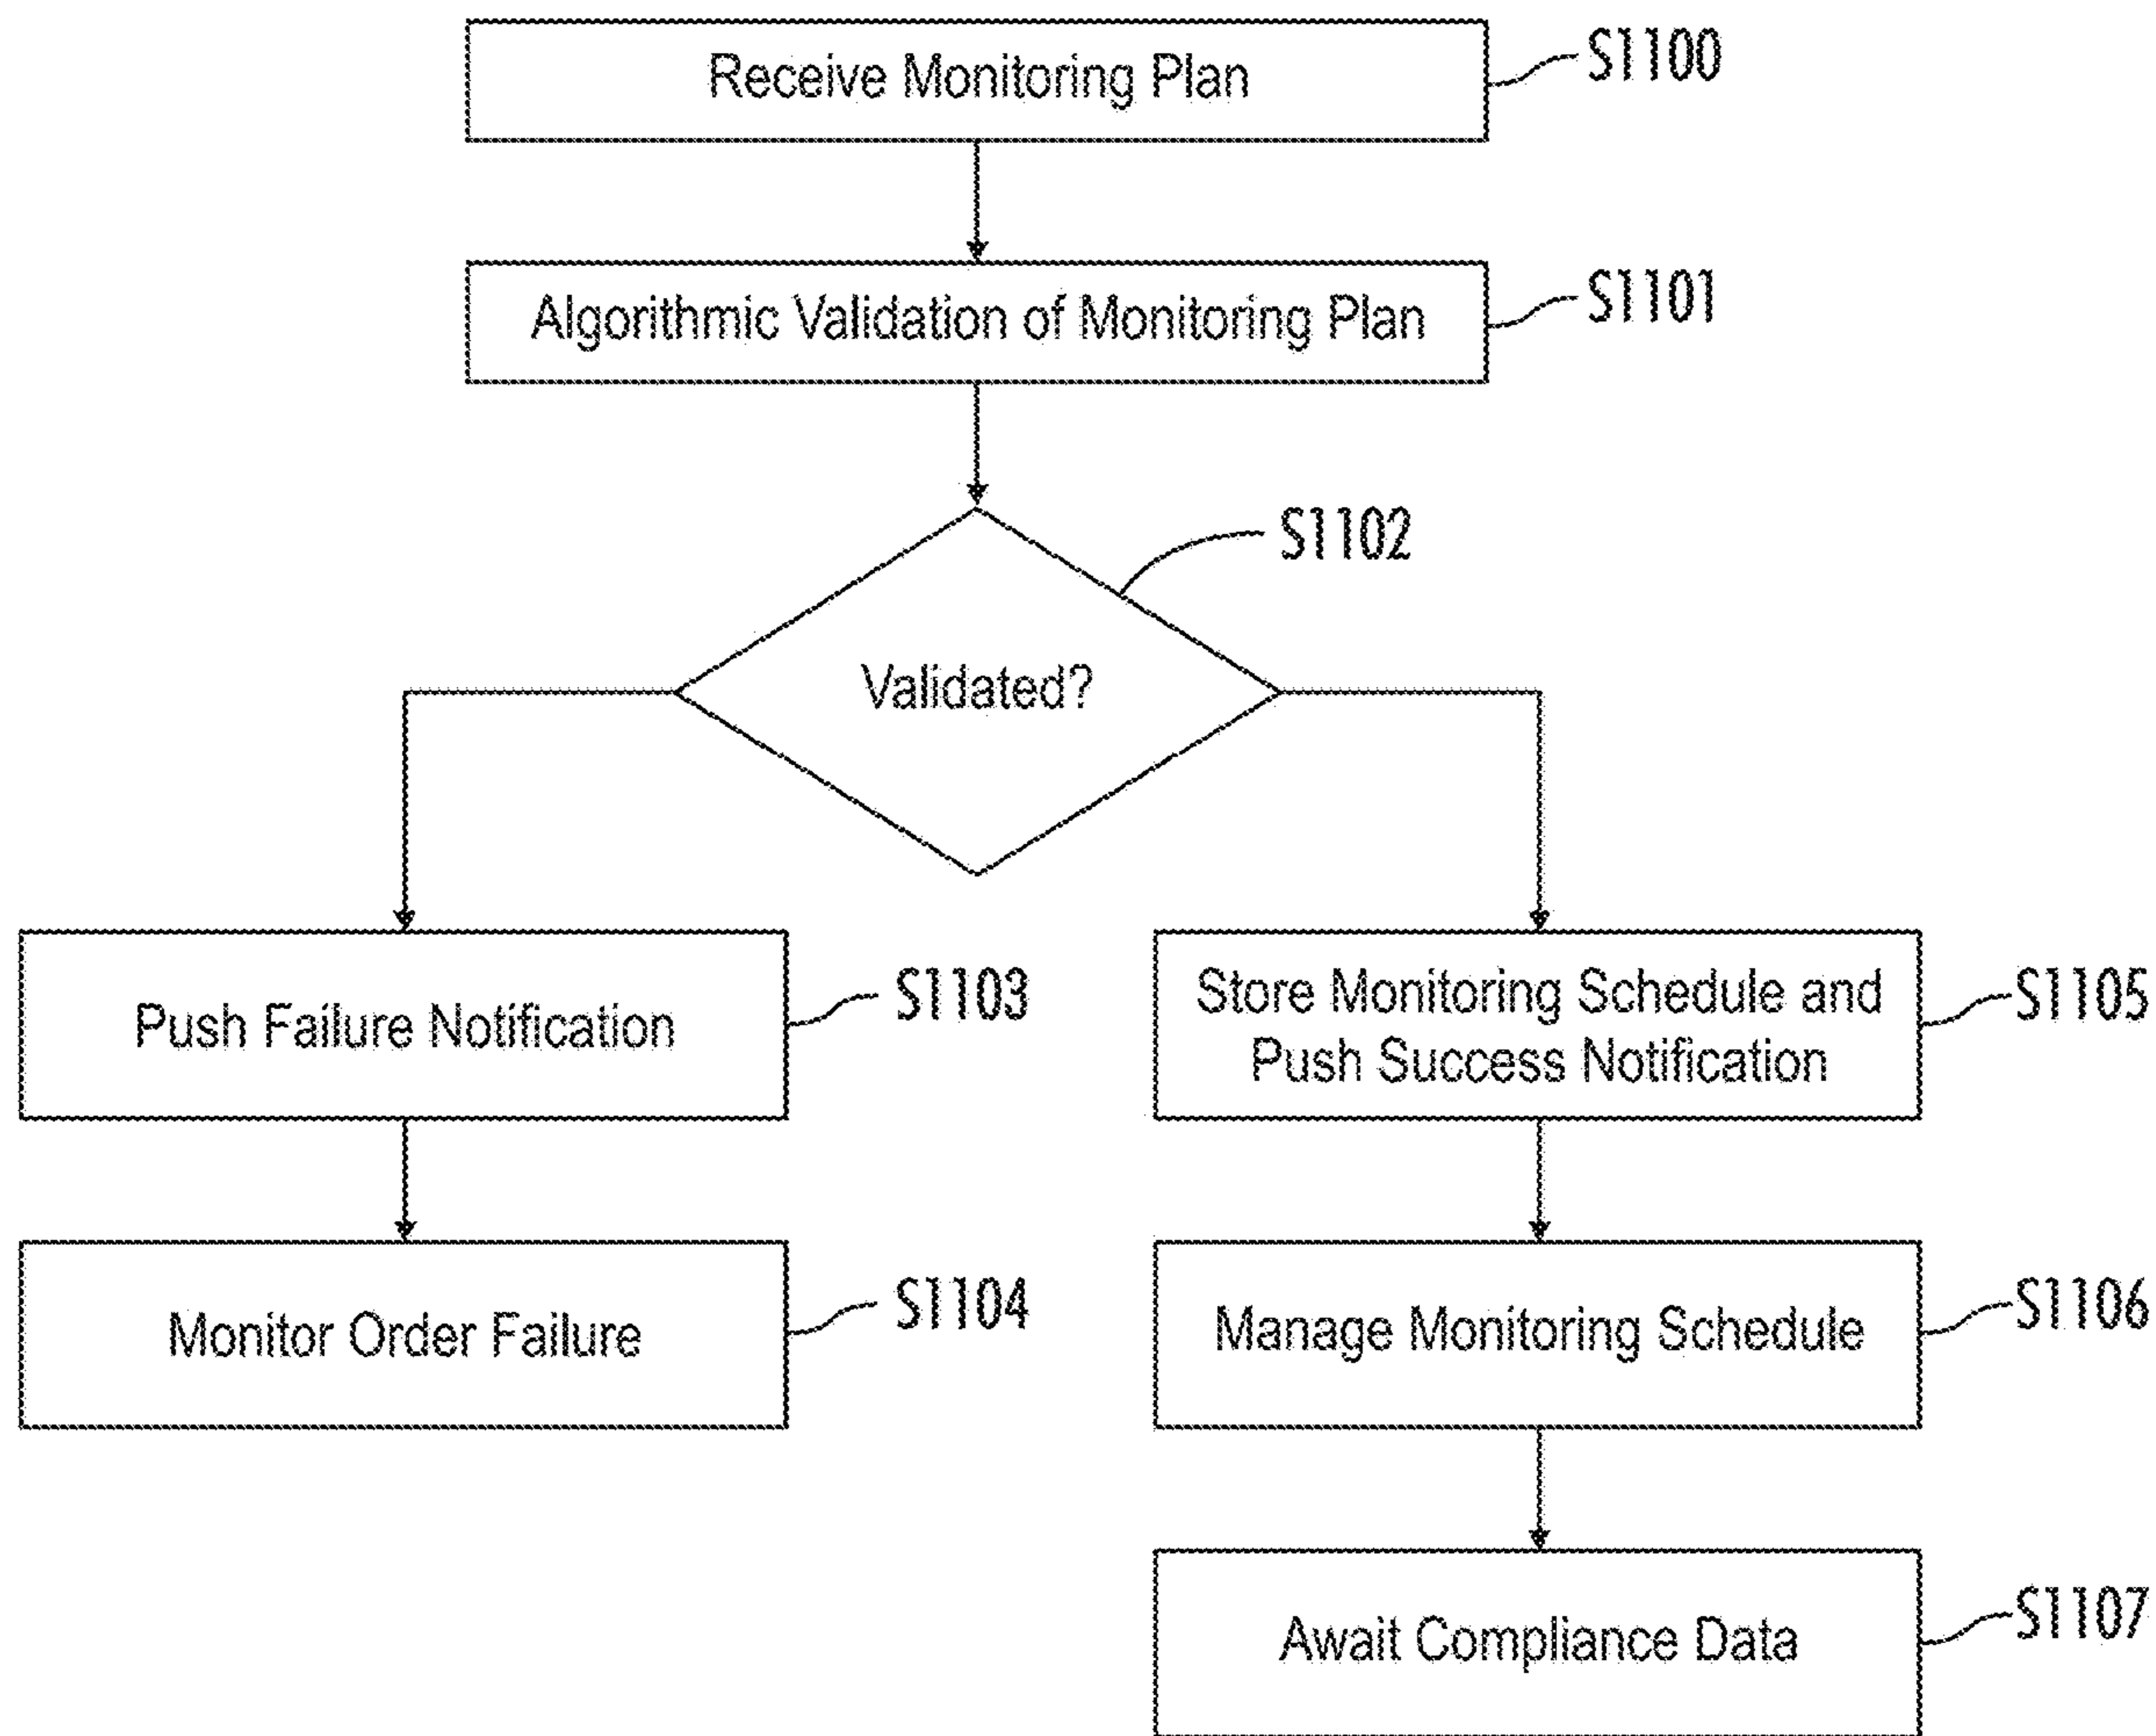 Receive Monitoring Plan
S1100
Algorithmic Validation of Monitoring Plan
S1101
S1102
Validated?
Push Failure Notification
S1103
Store Monitoring Schedule and
Push Success Notification
S1105
Monitor Order Failure
S1104
Manage Monitoring Schedule
S1106
Await Compliance Data
S1107